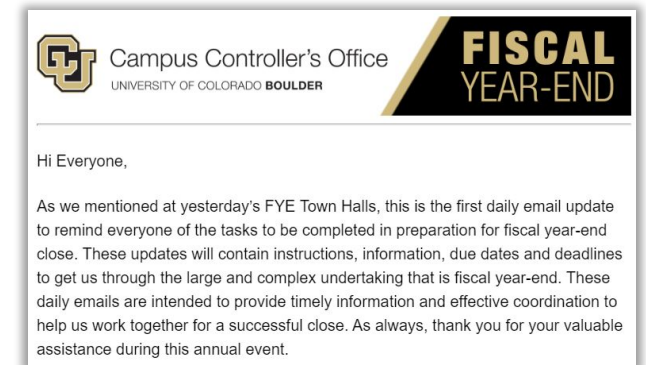 CU
Campus Controller's Office
UNIVERSITY OF COLORADO BOULDER
FISCAL
YEAR-END
Hi Everyone,
As we mentioned at yesterday's FYE Town Halls, this is the first daily email update
to remind everyone of the tasks to be completed in preparation for fiscal year-end
close. These updates will contain instructions, information, due dates and deadlines
to get us through the large and complex undertaking that is fiscal year-end. These
daily emails are intended to provide timely information and effective coordination to
help us work together for a successful close. As always, thank you for your valuable
assistance during this annual event.